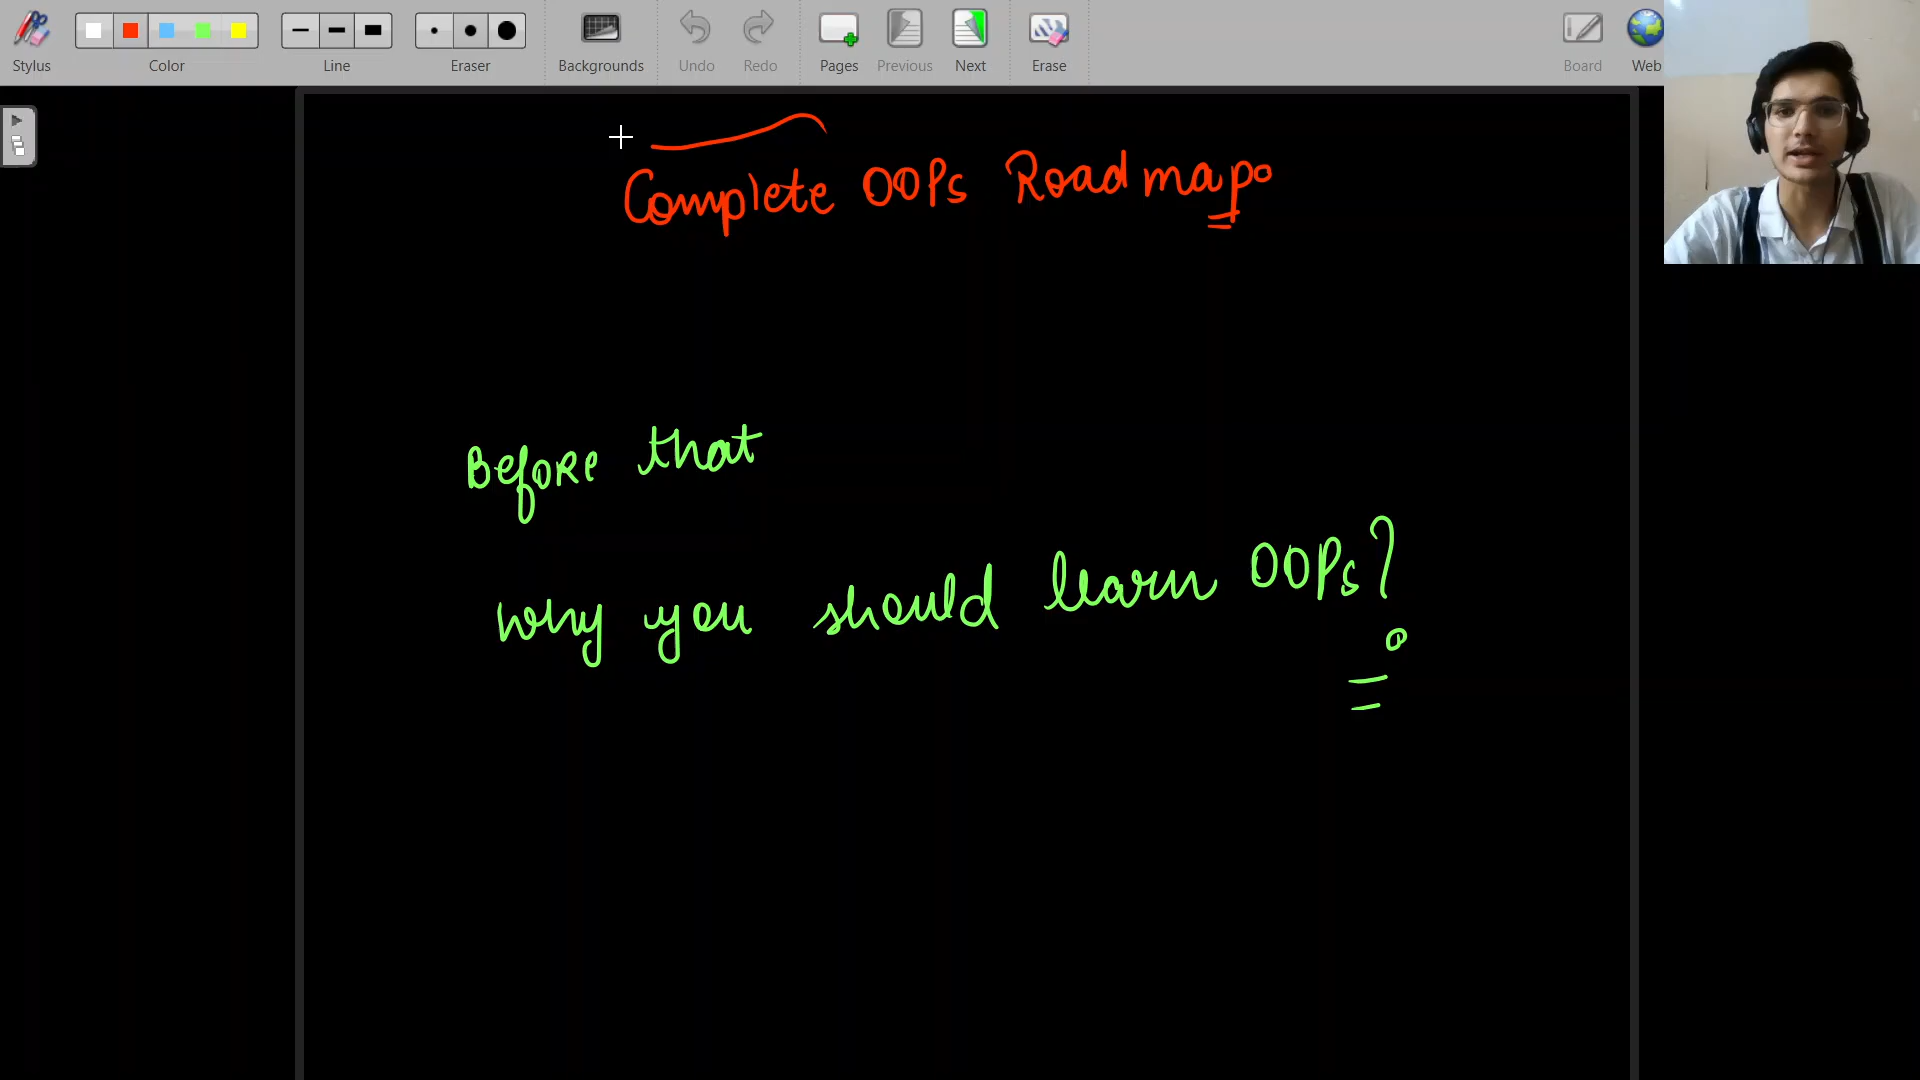 Stylus Color Line Eraser Backgrounds Undo Redo Pages Previous Next Erase Board Web
Complete OOPs Roadmap
Before that
why you should learn OOPs?